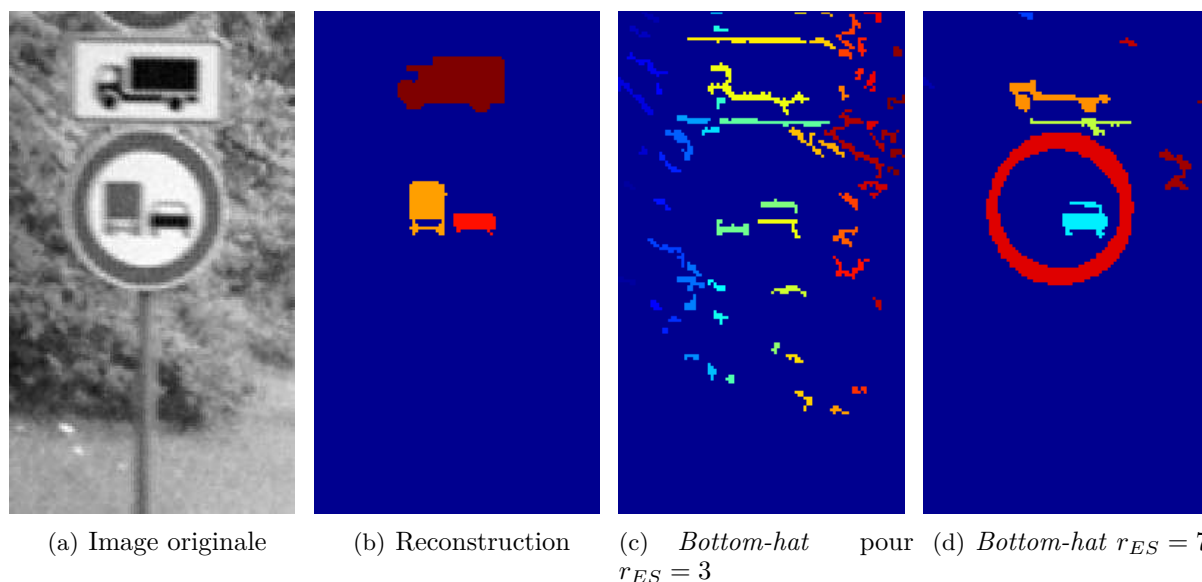 (a) Image originale
(b) Reconstruction
(c) Bottom-hat pour
r_ES = 3
(d) Bottom-hat r_ES = 7